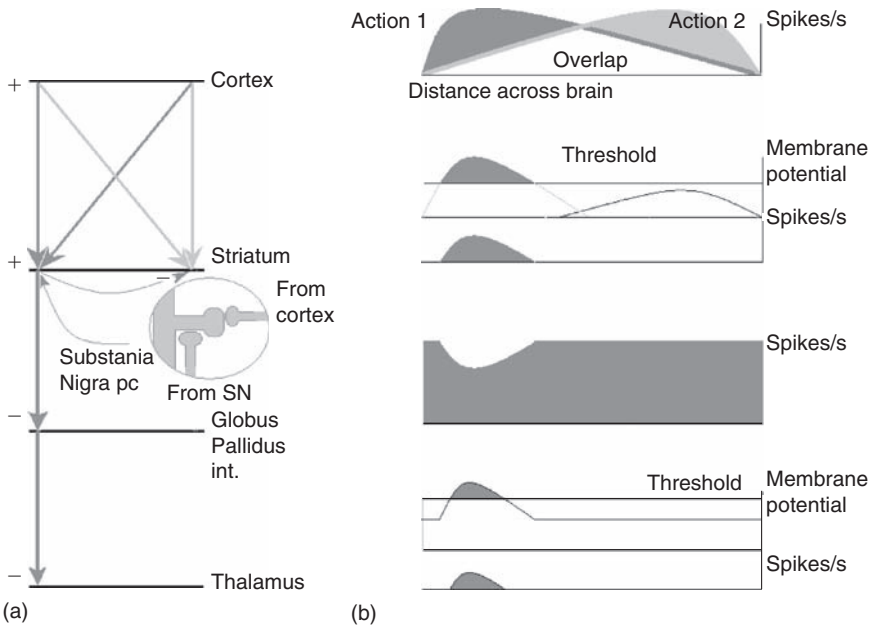 +
Cortex
+
Striatum
−
From
cortex
Substania
Nigra pc
From SN
−
Globus
Pallidus
int.
−
Thalamus
(a)
Action 1
Action 2
Spikes/s
Overlap
Distance across brain
Threshold
Membrane
potential
Spikes/s
Spikes/s
Threshold
Membrane
potential
Spikes/s
(b)